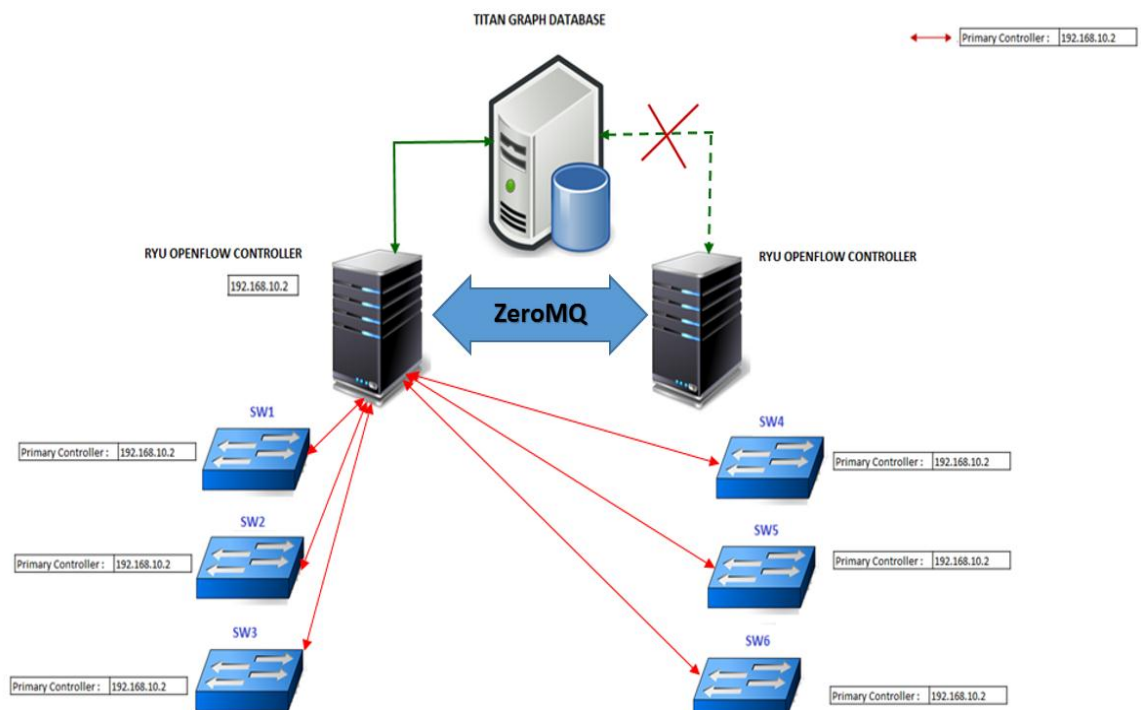 TITAN GRAPH DATABASE
Primary Controller : 192.168.10.2
RYU OPENFLOW CONTROLLER
192.168.10.2
RYU OPENFLOW CONTROLLER
ZeroMQ
SW1
Primary Controller : 192.168.10.2
SW4
Primary Controller : 192.168.10.2
SW2
Primary Controller : 192.168.10.2
SW5
Primary Controller : 192.168.10.2
SW3
Primary Controller : 192.168.10.2
SW6
Primary Controller : 192.168.10.2